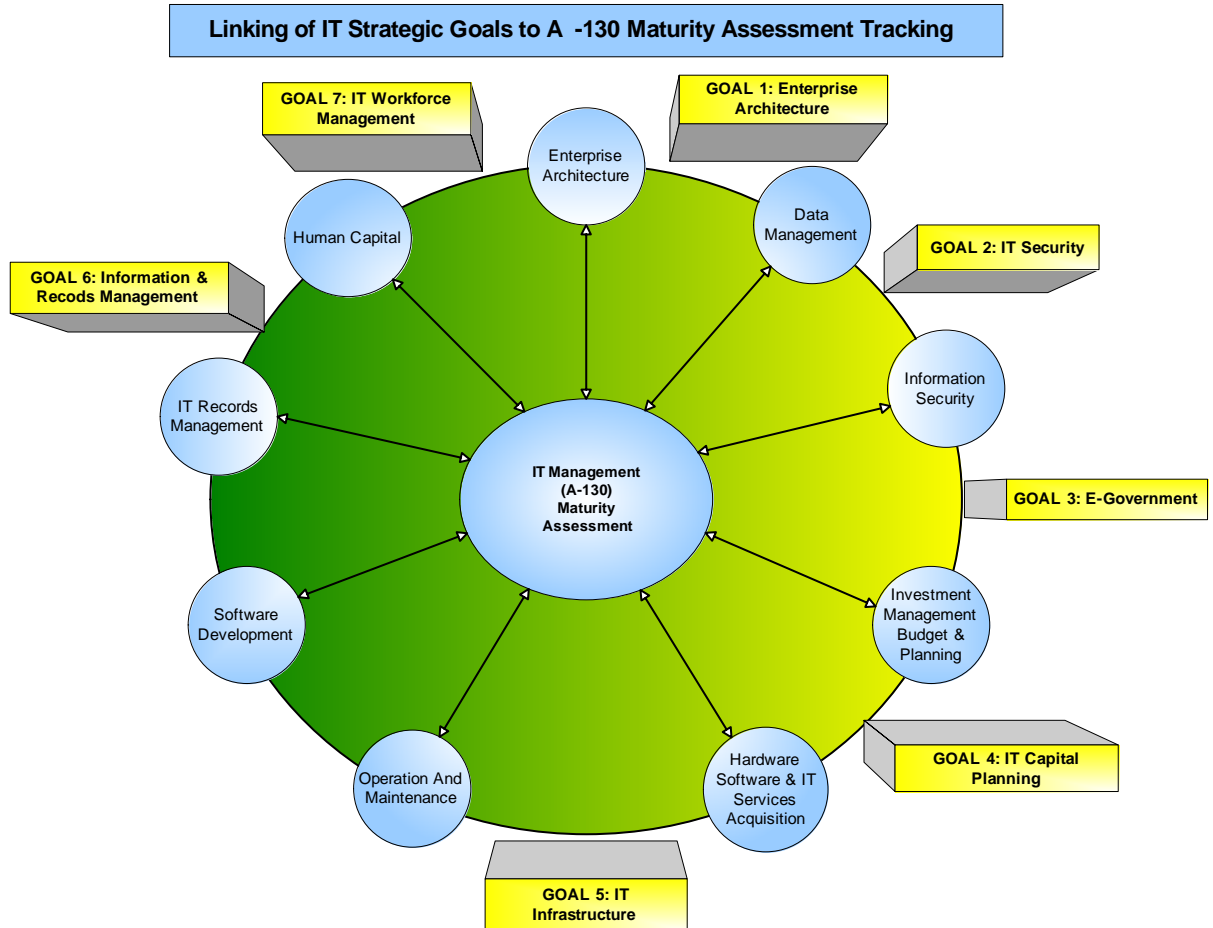 Linking of IT Strategic Goals to A -130 Maturity Assessment Tracking
GOAL 7: IT Workforce
Management
GOAL 1: Enterprise
Architecture
Enterprise
Architecture
Data
Management
Human Capital
GOAL 2: IT Security
GOAL 6: Information &
Recods Management
Information
Security
IT Records
Management
IT Management
(A-130)
Maturity
Assessment
GOAL 3: E-Government
Software
Development
Investment
Management
Budget &
Planning
Operation And
Maintenance
Hardware
Software & IT
Services
Acquisition
GOAL 4: IT Capital
Planning
GOAL 5: IT
Infrastructure